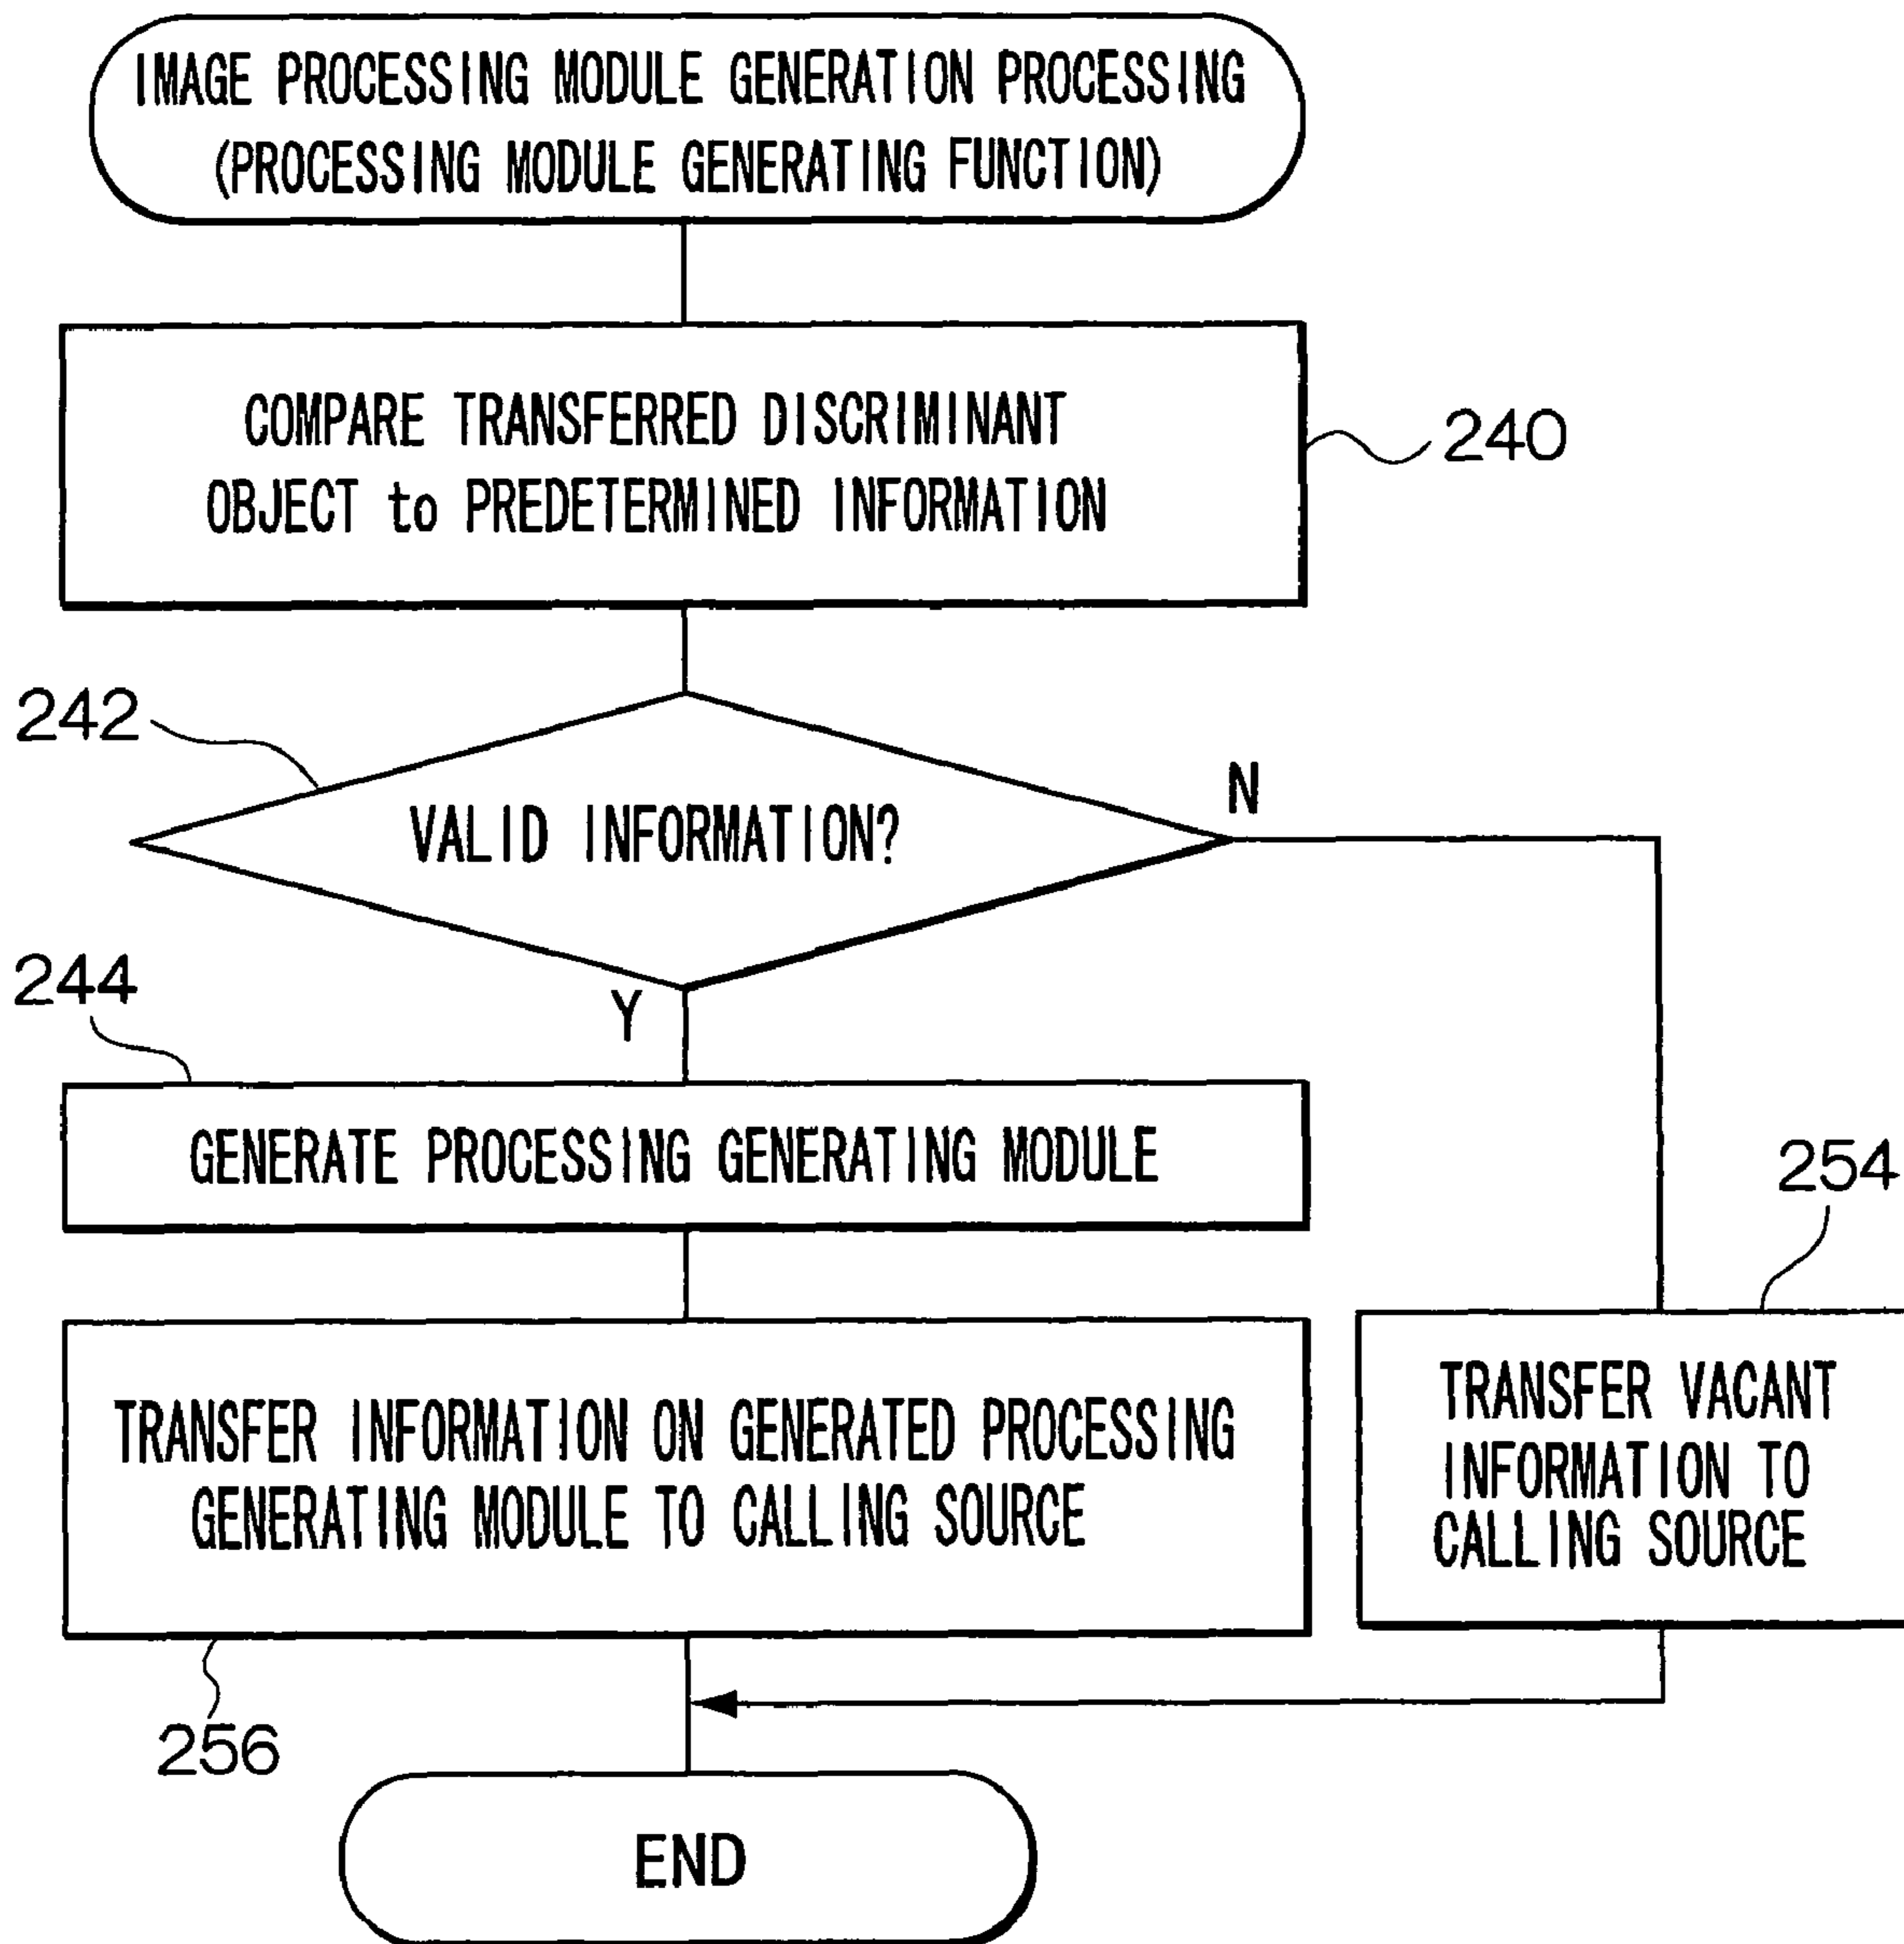 IMAGE PROCESSING MODULE GENERATION PROCESSING
(PROCESSING MODULE GENERATING FUNCTION)
COMPARE TRANSFERRED DISCRIMINANT
OBJECT to PREDETERMINED INFORMATION
240
242
VALID INFORMATION?
N
Y
244
GENERATE PROCESSING GENERATING MODULE
254
TRANSFER INFORMATION ON GENERATED PROCESSING
GENERATING MODULE TO CALLING SOURCE
256
TRANSFER VACANT
INFORMATION TO
CALLING SOURCE
END